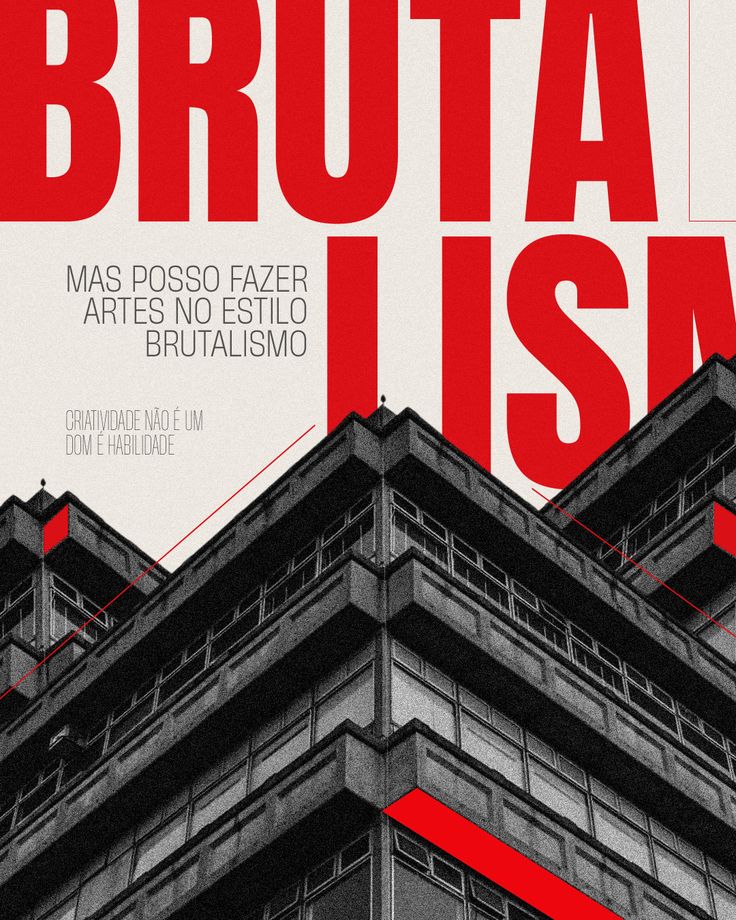 BRUTA
LISM
MAS POSSO FAZER
ARTES NO ESTILO
BRUTALISMO
CRIATIVIDADE NÃO É UM
DOM É HABILIDADE